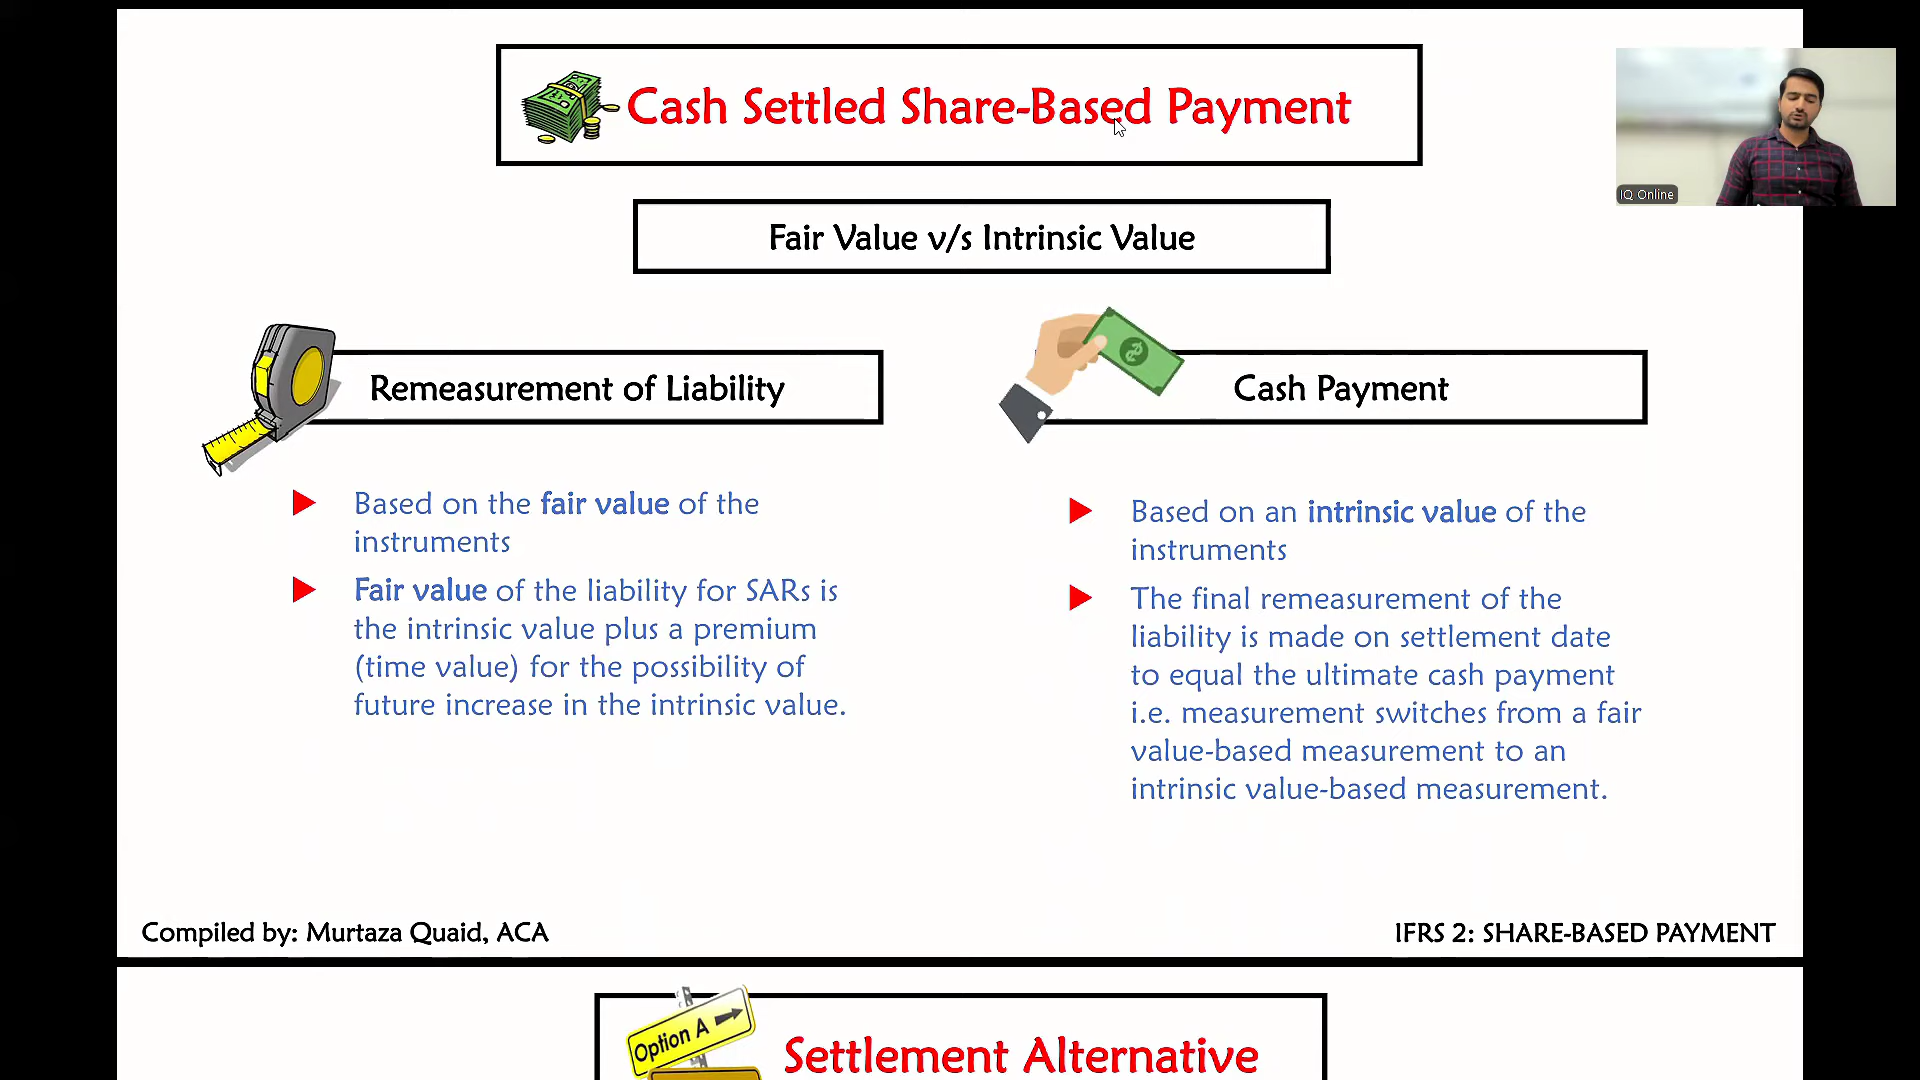 Cash Settled Share-Based Payment
IQ Online
Fair Value v/s Intrinsic Value
Remeasurement of Liability
Based on the fair value of the
instruments
Fair value of the liability for SARs is
the intrinsic value plus a premium
(time value) for the possibility of
future increase in the intrinsic value.
Cash Payment
Based on an intrinsic value of the
instruments
The final remeasurement of the
liability is made on settlement date
to equal the ultimate cash payment
i.e. measurement switches from a fair
value-based measurement to an
intrinsic value-based measurement.
Compiled by: Murtaza Quaid, ACA
IFRS 2: SHARE-BASED PAYMENT
Option A
Settlement Alternative